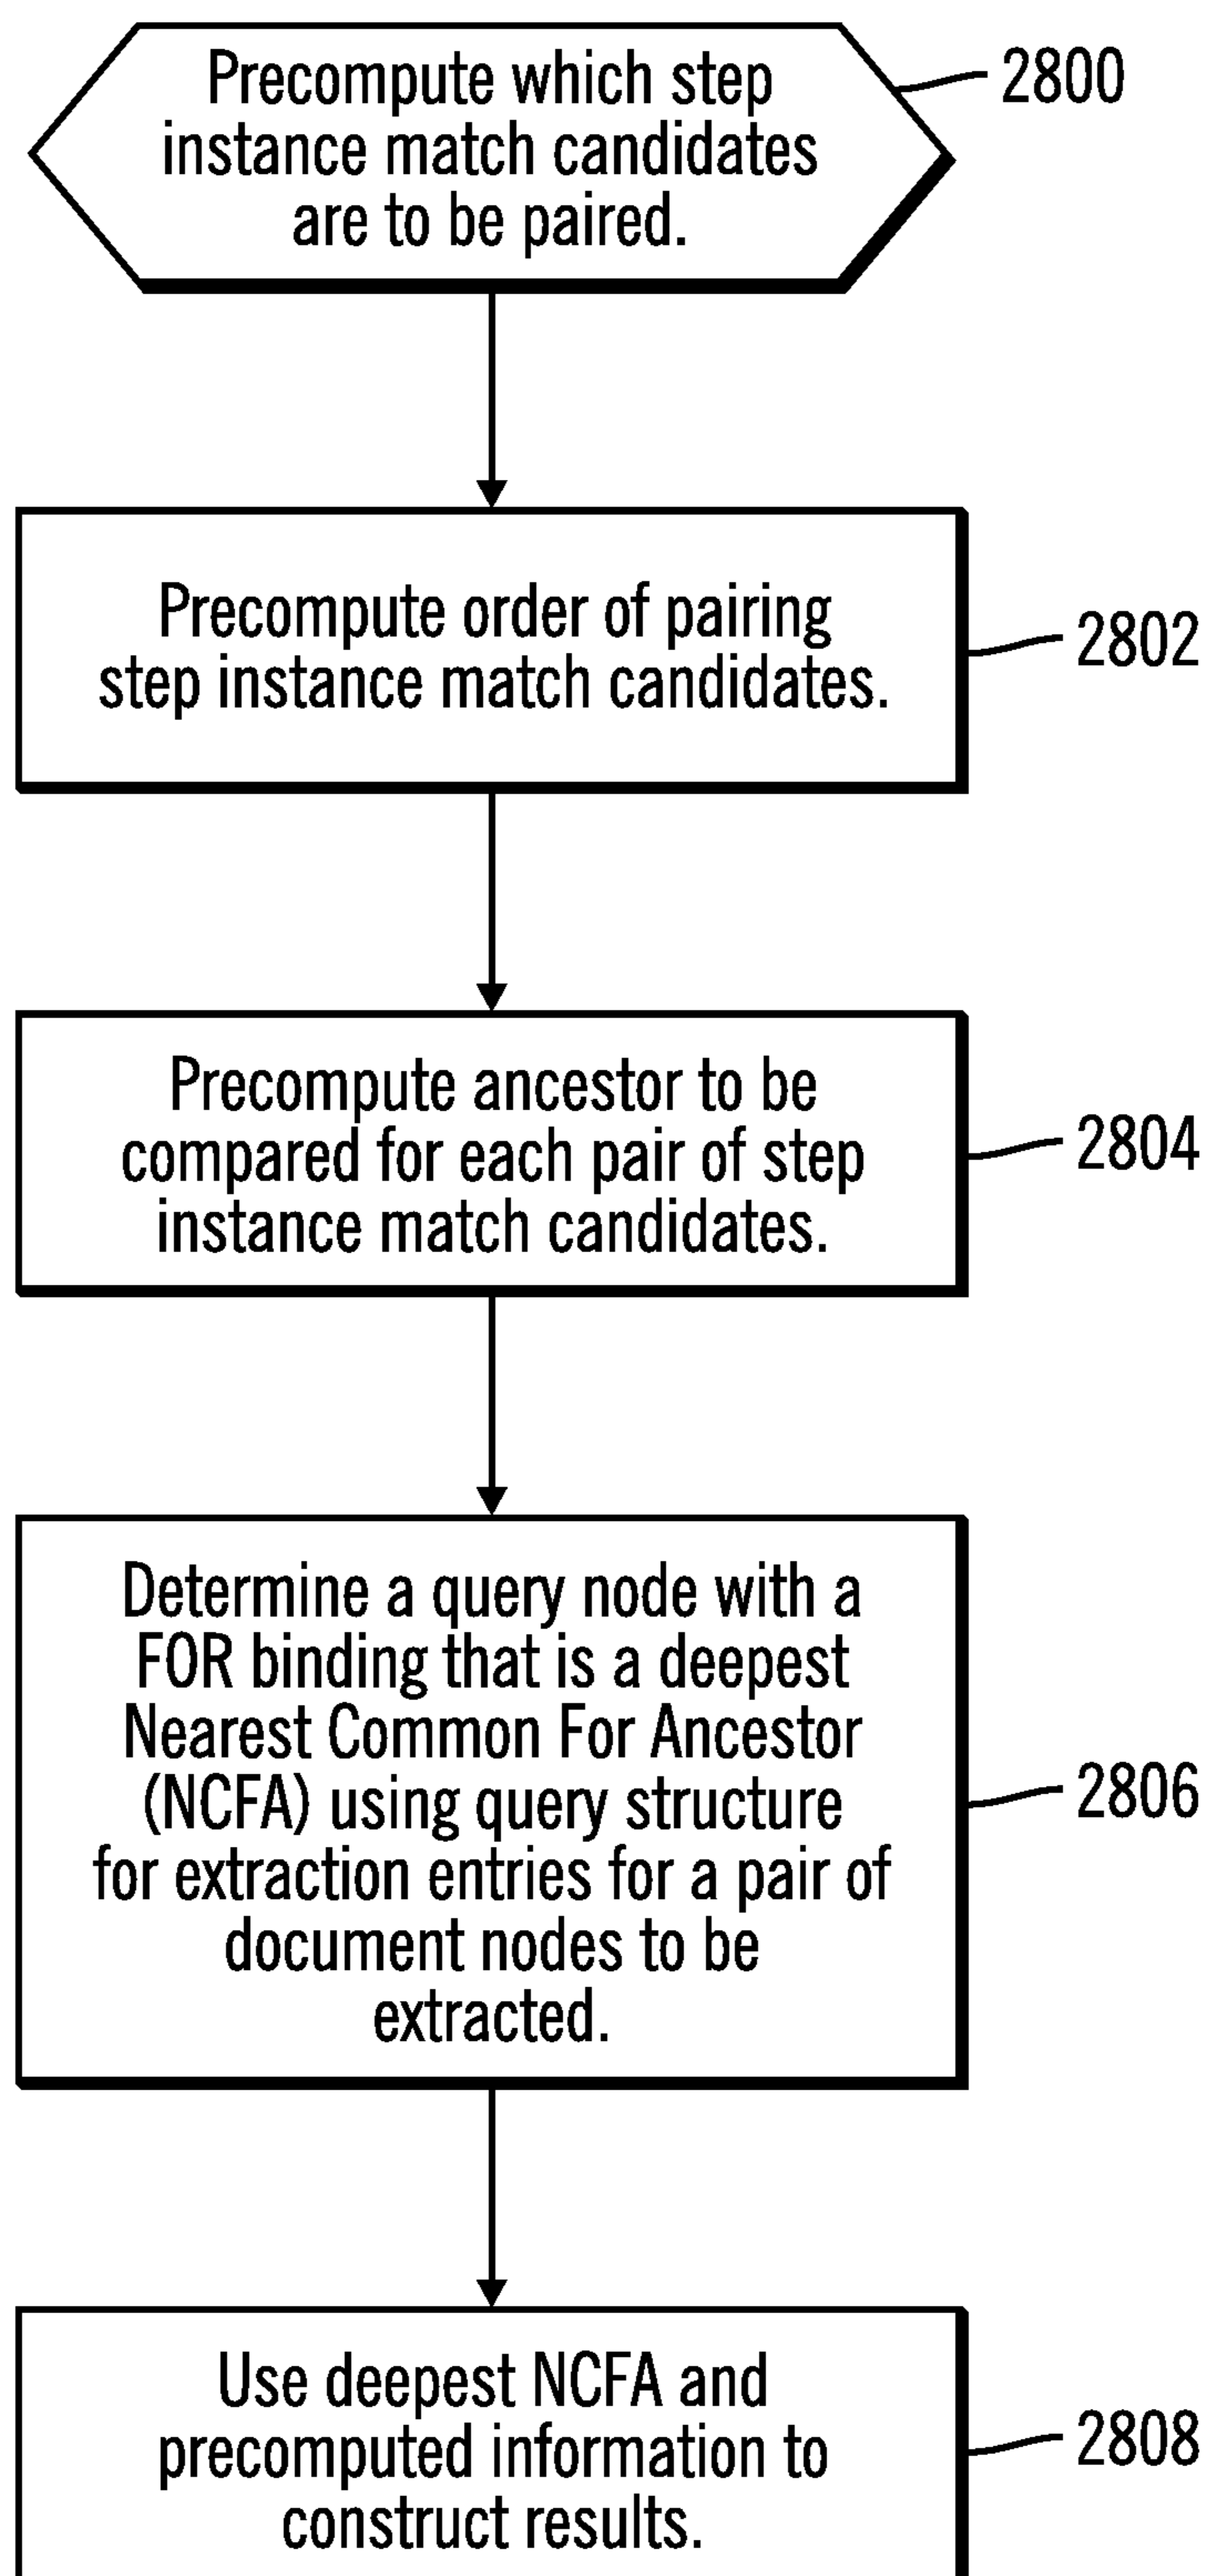 Precompute which step
instance match candidates
are to be paired.
2800
Precompute order of pairing
step instance match candidates.
2802
Precompute ancestor to be
compared for each pair of step
instance match candidates.
2804
Determine a query node with a
FOR binding that is a deepest
Nearest Common For Ancestor
(NCFA) using query structure
for extraction entries for a pair of
document nodes to be
extracted.
2806
Use deepest NCFA and
precomputed information to
construct results.
2808